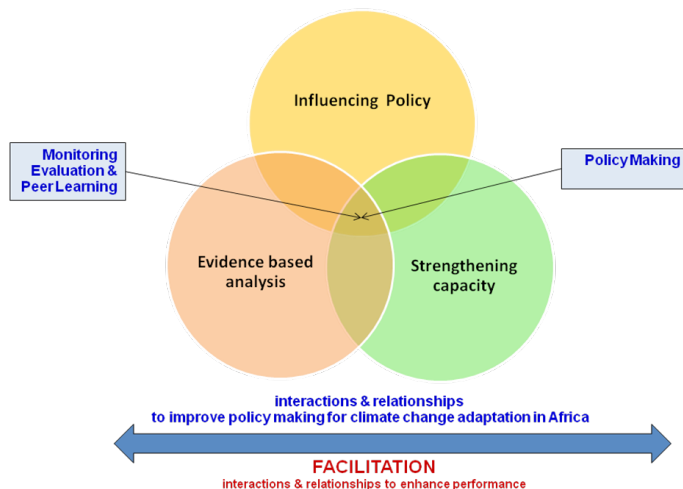 Influencing Policy
Monitoring
Evaluation &
Peer Learning
Policy Making
Evidence based
analysis
Strengthening
capacity
interactions & relationships
to improve policy making for climate change adaptation in Africa
FACILITATION
interactions & relationships to enhance performance